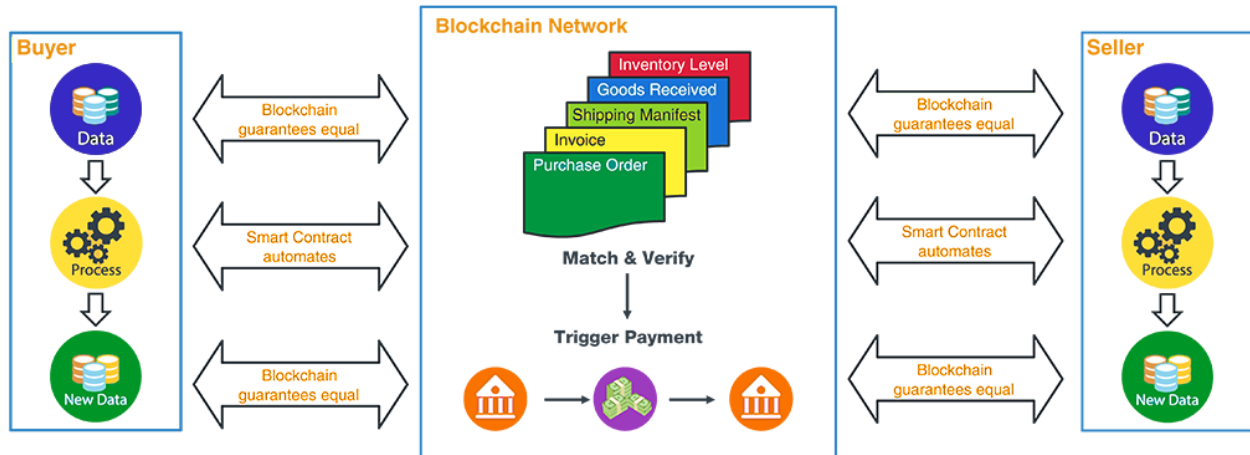 Buyer
Data
Process
New Data
Blockchain
guarantees equal
Smart Contract
automates
Blockchain
guarantees equal
Blockchain Network
Inventory Level
Goods Received
Shipping Manifest
Invoice
Purchase Order
Match & Verify
Trigger Payment
Blockchain
guarantees equal
Smart Contract
automates
Blockchain
guarantees equal
Seller
Data
Process
New Data